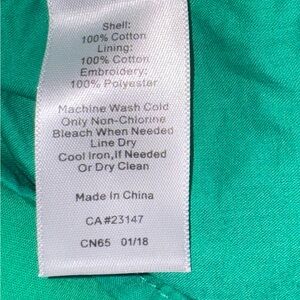 Shell:
100% Cotton
Lining:
100% Cotton
Embroidery:
100% Polyester
Machine Wash Cold
Only Non-Chlorine
Bleach When Needed
Line Dry
Cool Iron,If Needed
Or Dry Clean
Made in China
CA#23147
CN65 01/18